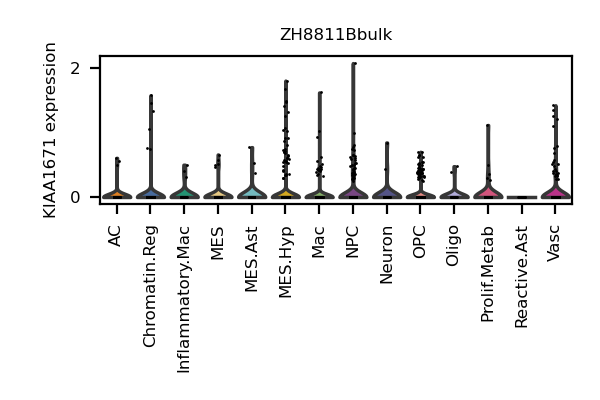 ZH8811Bbulk
KIAA1671 expression
2
0
AC
Chromatin.Reg
Inflammatory.Mac
MES
MES.Ast
MES.Hyp
Mac
NPC
Neuron
OPC
Oligo
Prolif.Metab
Reactive.Ast
Vasc